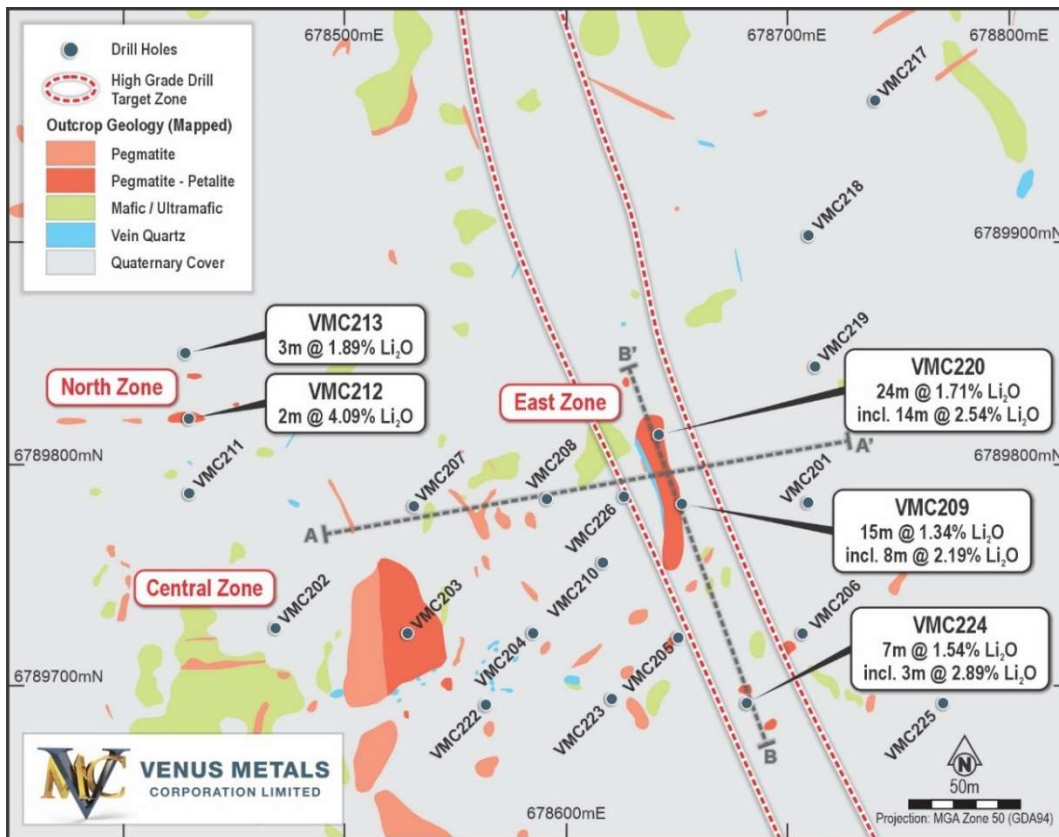 678500mE
678700mE
678800mE
Drill Holes
High Grade Drill
Target Zone
Outcrop Geology (Mapped)
Pegmatite
Pegmatite - Petalite
Mafic / Ultramafic
Vein Quartz
Quaternary Cover
VMC217
VMC218
6789900mN
VMC213
3m @ 1.89% Li₂O
North Zone
VMC212
2m @ 4.09% Li₂O
VMC219
B'
East Zone
VMC220
24m @ 1.71% Li₂O
incl. 14m @ 2.54% Li₂O
A'
6789800mN
6789800mN
VMC211
VMC207
VMC208
VMC226
VMC201
VMC209
15m @ 1.34% Li₂O
incl. 8m @ 2.19% Li₂O
A
Central Zone
VMC202
VMC203
VMC210
VMC204
VMC205
VMC206
VMC224
7m @ 1.54% Li₂O
incl. 3m @ 2.89% Li₂O
6789700mN
VMC222
VMC223
VMC225
B
VMC
VENUS METALS
CORPORATION LIMITED
678600mE
N
50m
Projection: MGA Zone 50 (GDA94)